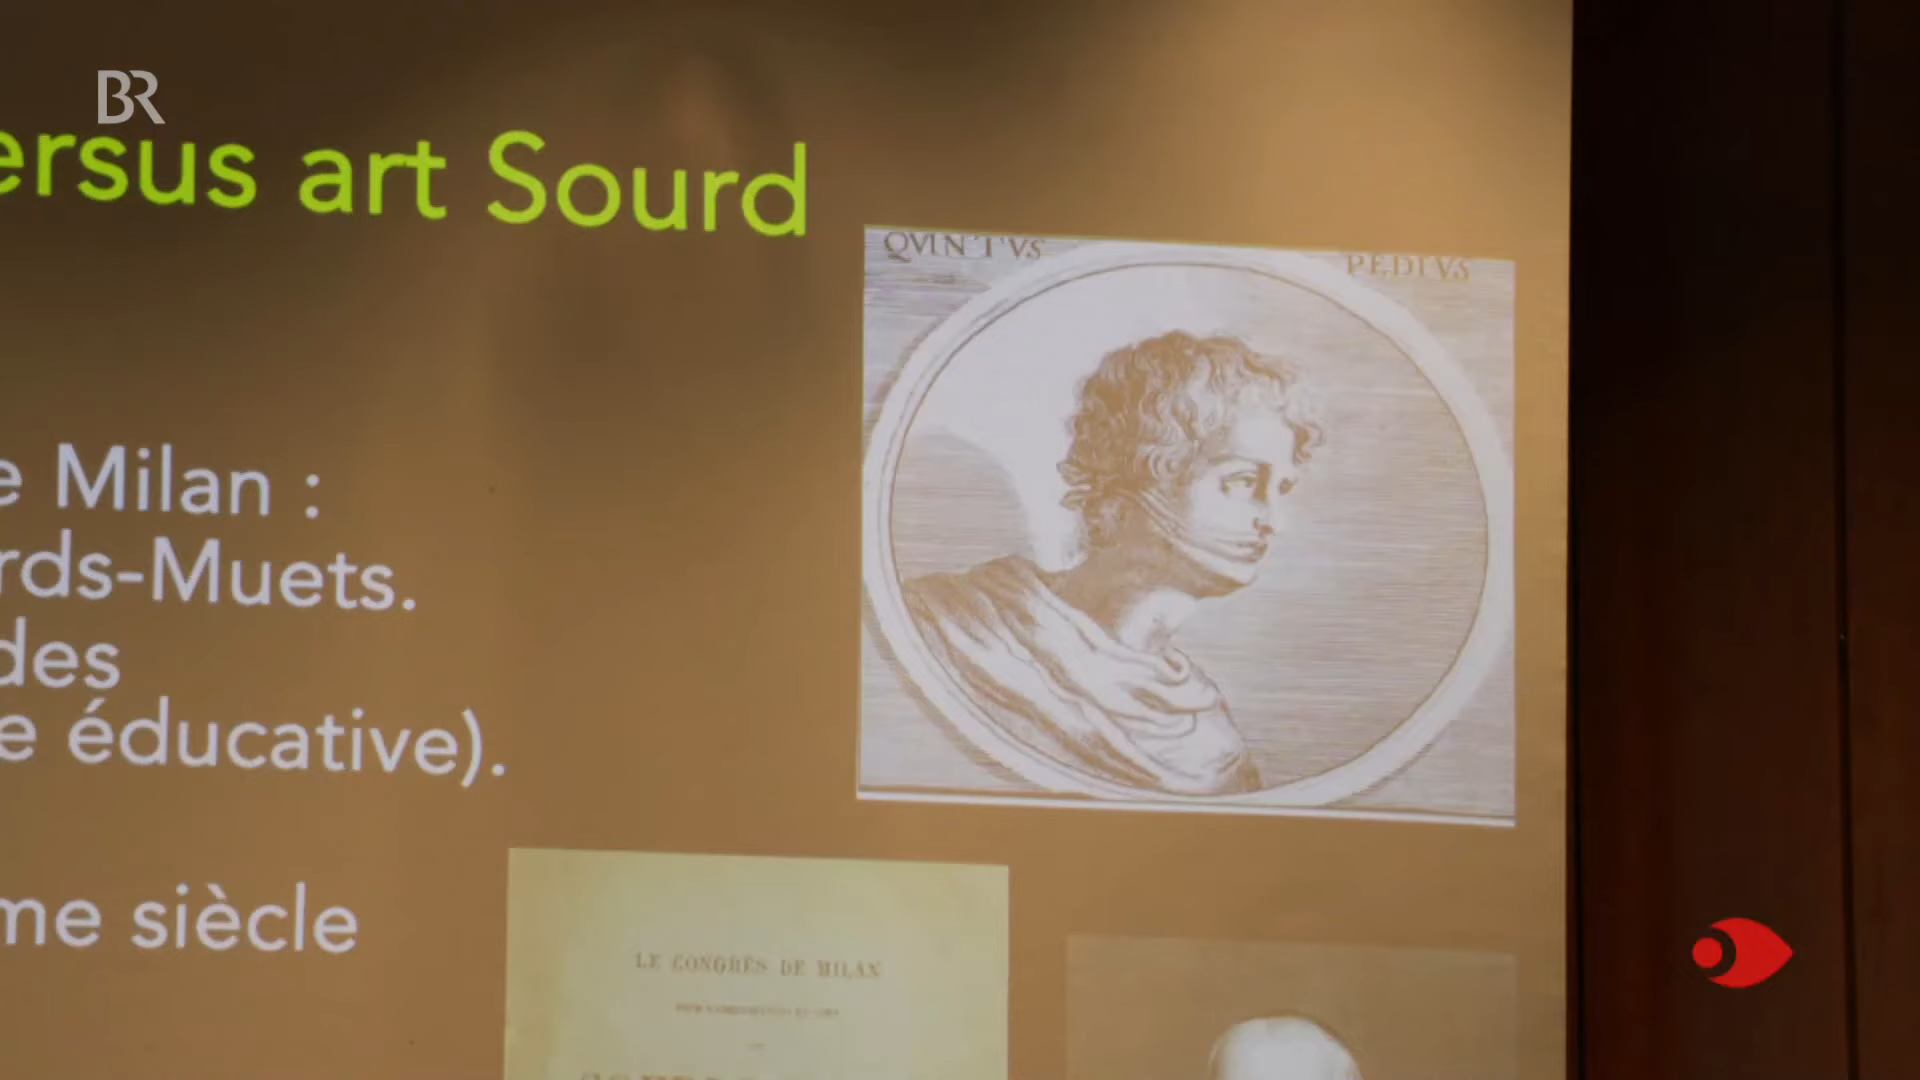 BR
ersus art Sourd
QVINTVS PEDIVS
e Milan :
rds-Muets.
des
e éducative).
me siècle
LE CONGRÈS DE MILAN